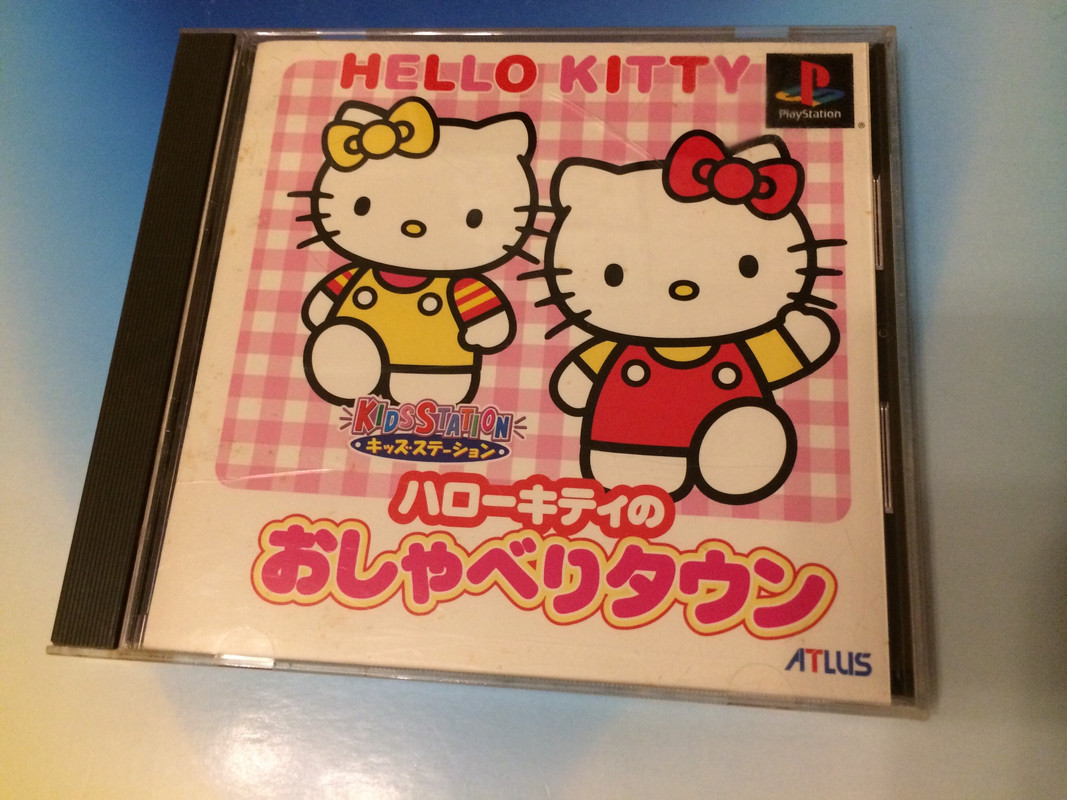 HELLO KITTY
PlayStation
®
KIDS STATION
キッズ・ステーション
ハローキティの
おしゃべりタウン
ATLUS